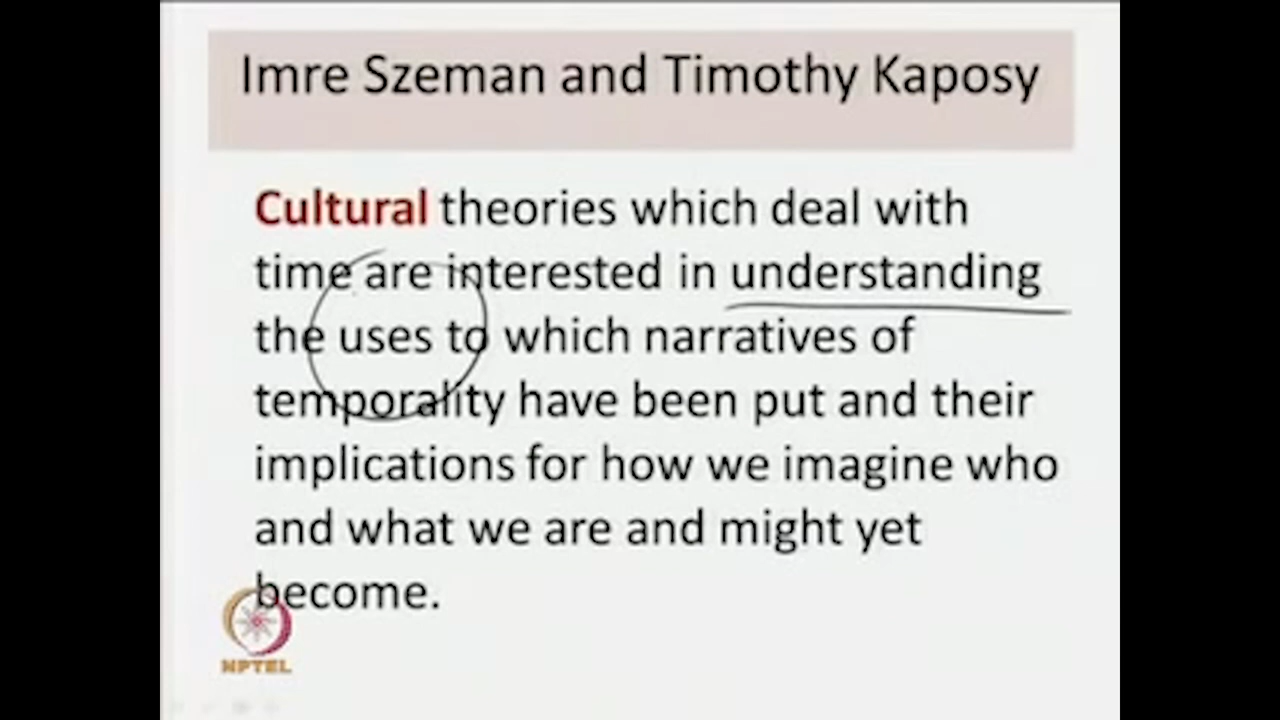 Imre Szeman and Timothy Kaposy
Cultural theories which deal with
time are interested in understanding
the uses to which narratives of
temporality have been put and their
implications for how we imagine who
and what we are and might yet
become.
NPTEL